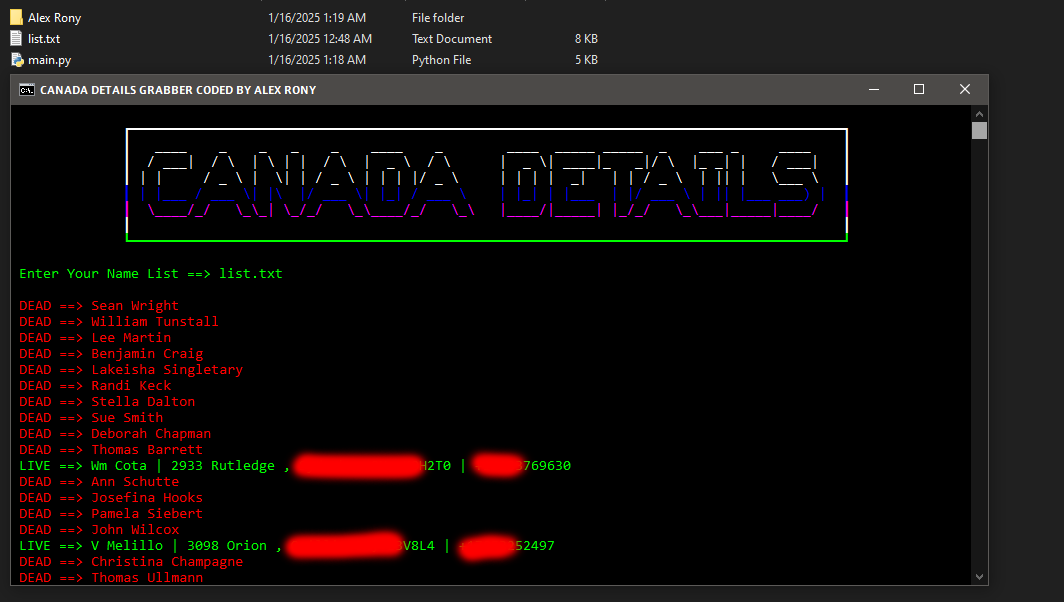 Alex Rony 1/16/2025 1:19 AM File folder
list.txt 1/16/2025 12:48 AM Text Document 8 KB
main.py 1/16/2025 1:18 AM Python File 5 KB
CANADA DETAILS GRABBER CODED BY ALEX RONY
CANADA DETAILS
Enter Your Name List ==> list.txt
DEAD ==> Sean Wright
DEAD ==> William Tunstall
DEAD ==> Lee Martin
DEAD ==> Benjamin Craig
DEAD ==> Lakeisha Singletary
DEAD ==> Randi Keck
DEAD ==> Stella Dalton
DEAD ==> Sue Smith
DEAD ==> Deborah Chapman
DEAD ==> Thomas Barrett
LIVE ==> Wm Cota | 2933 Rutledge , H2T0 | 769630
DEAD ==> Ann Schutte
DEAD ==> Josefina Hooks
DEAD ==> Pamela Siebert
DEAD ==> John Wilcox
LIVE ==> V Melillo | 3098 Orion , V8L4 | 252497
DEAD ==> Christina Champagne
DEAD ==> Thomas Ullmann